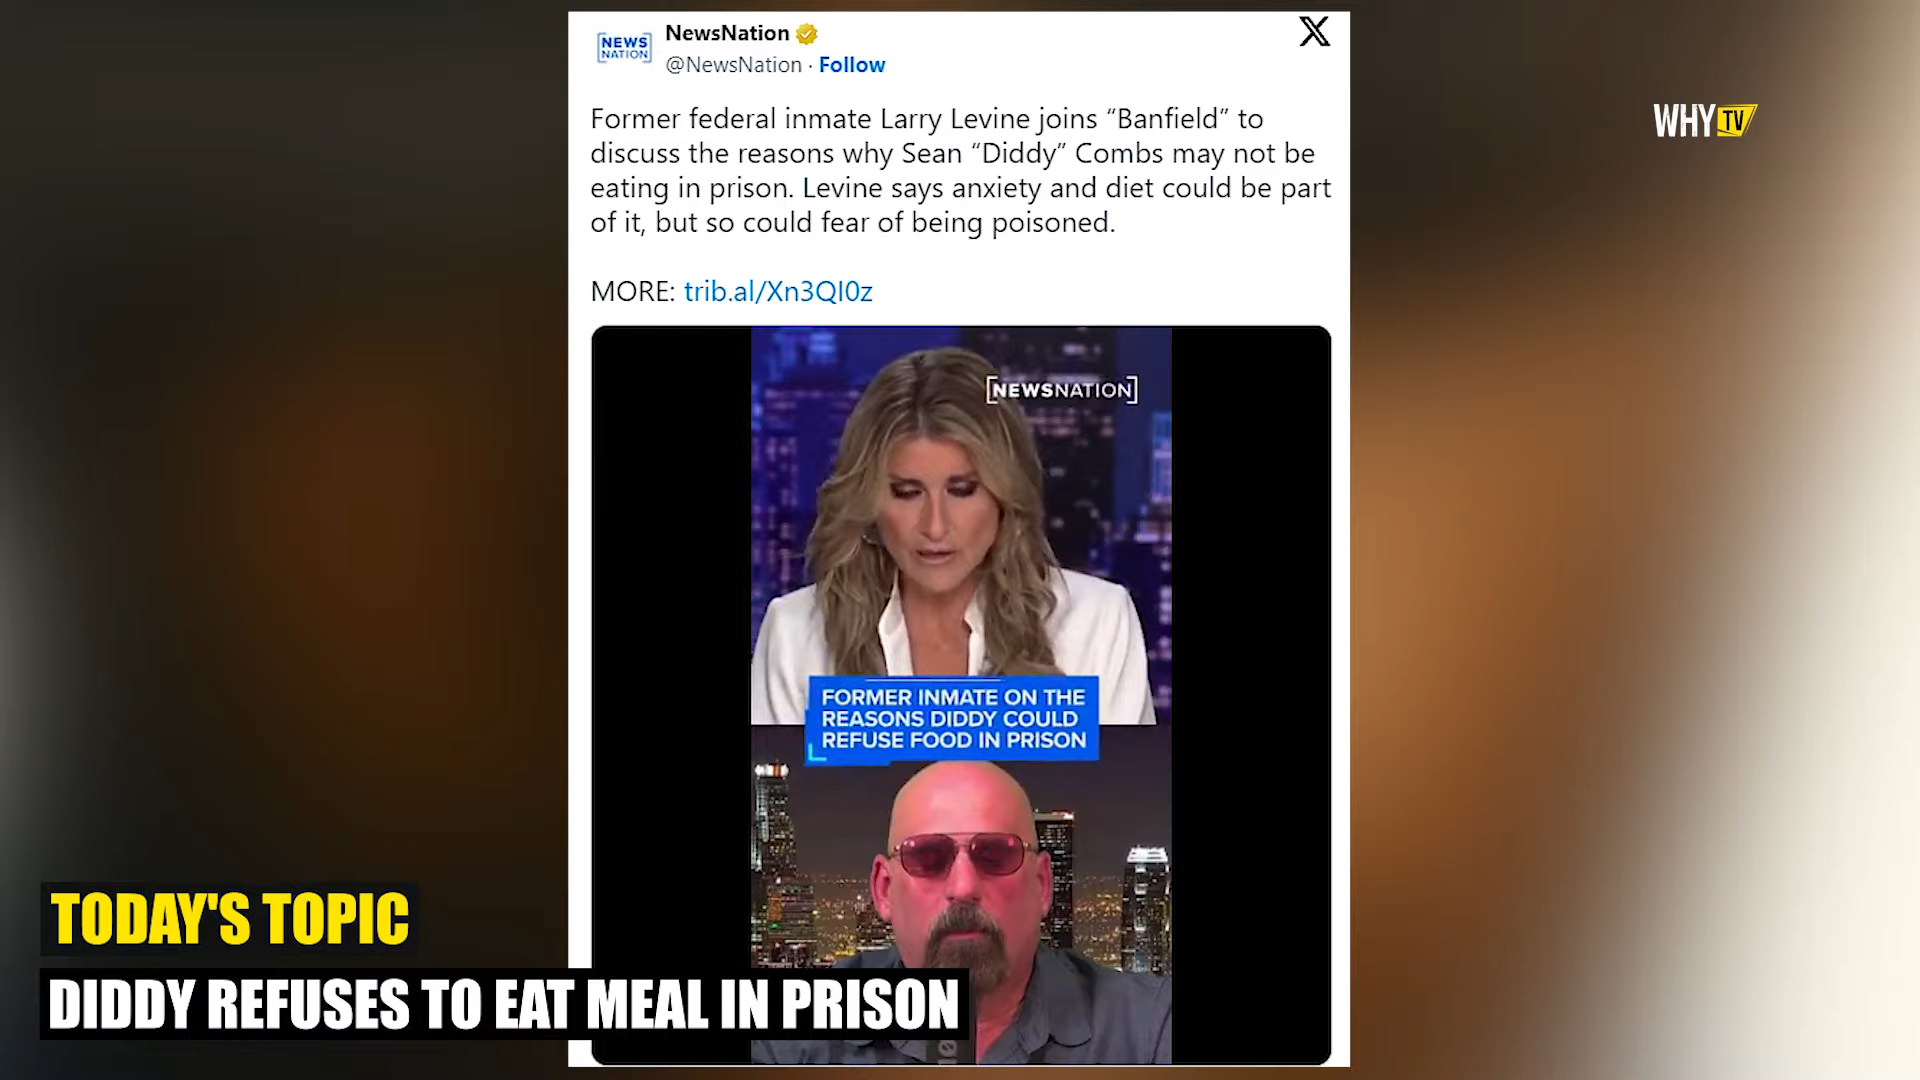 NEWS
NATION
NewsNation
@NewsNation · Follow
Former federal inmate Larry Levine joins “Banfield” to
discuss the reasons why Sean “Diddy” Combs may not be
eating in prison. Levine says anxiety and diet could be part
of it, but so could fear of being poisoned.
MORE: trib.al/Xn3QI0z
WHY TV
[NEWSNATION]
FORMER INMATE ON THE
REASONS DIDDY COULD
REFUSE FOOD IN PRISON
TODAY'S TOPIC
DIDDY REFUSES TO EAT MEAL IN PRISON